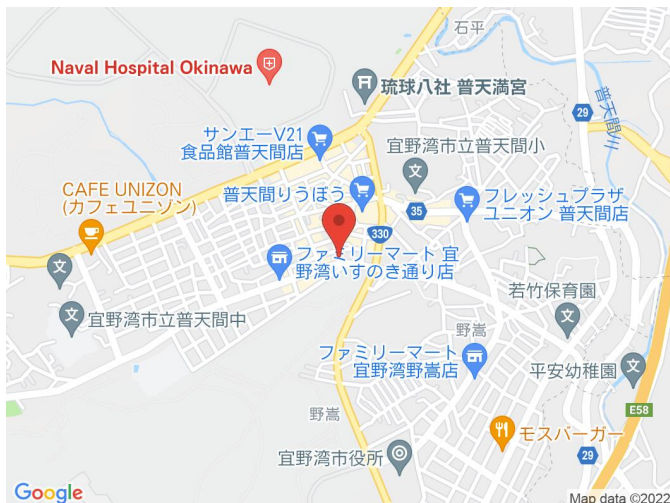 石平
Naval Hospital Okinawa
琉球八社 普天満宮
普天間川
29
サンエーV21
食品館普天間店
宜野湾市立普天間小
CAFE UNIZON
(カフェユニゾン)
普天間りうぼう
フレッシュプラザ
ユニオン 普天間店
35
330
文
ファミリーマート 宜
野湾いすのき通り店
宜野湾市立普天間中
若竹保育園
野嵩
ファミリーマート
宜野湾野嵩店
平安幼稚園
文
E58
野嵩
モスバーガー
宜野湾市役所
29
Google
Map data ©2022